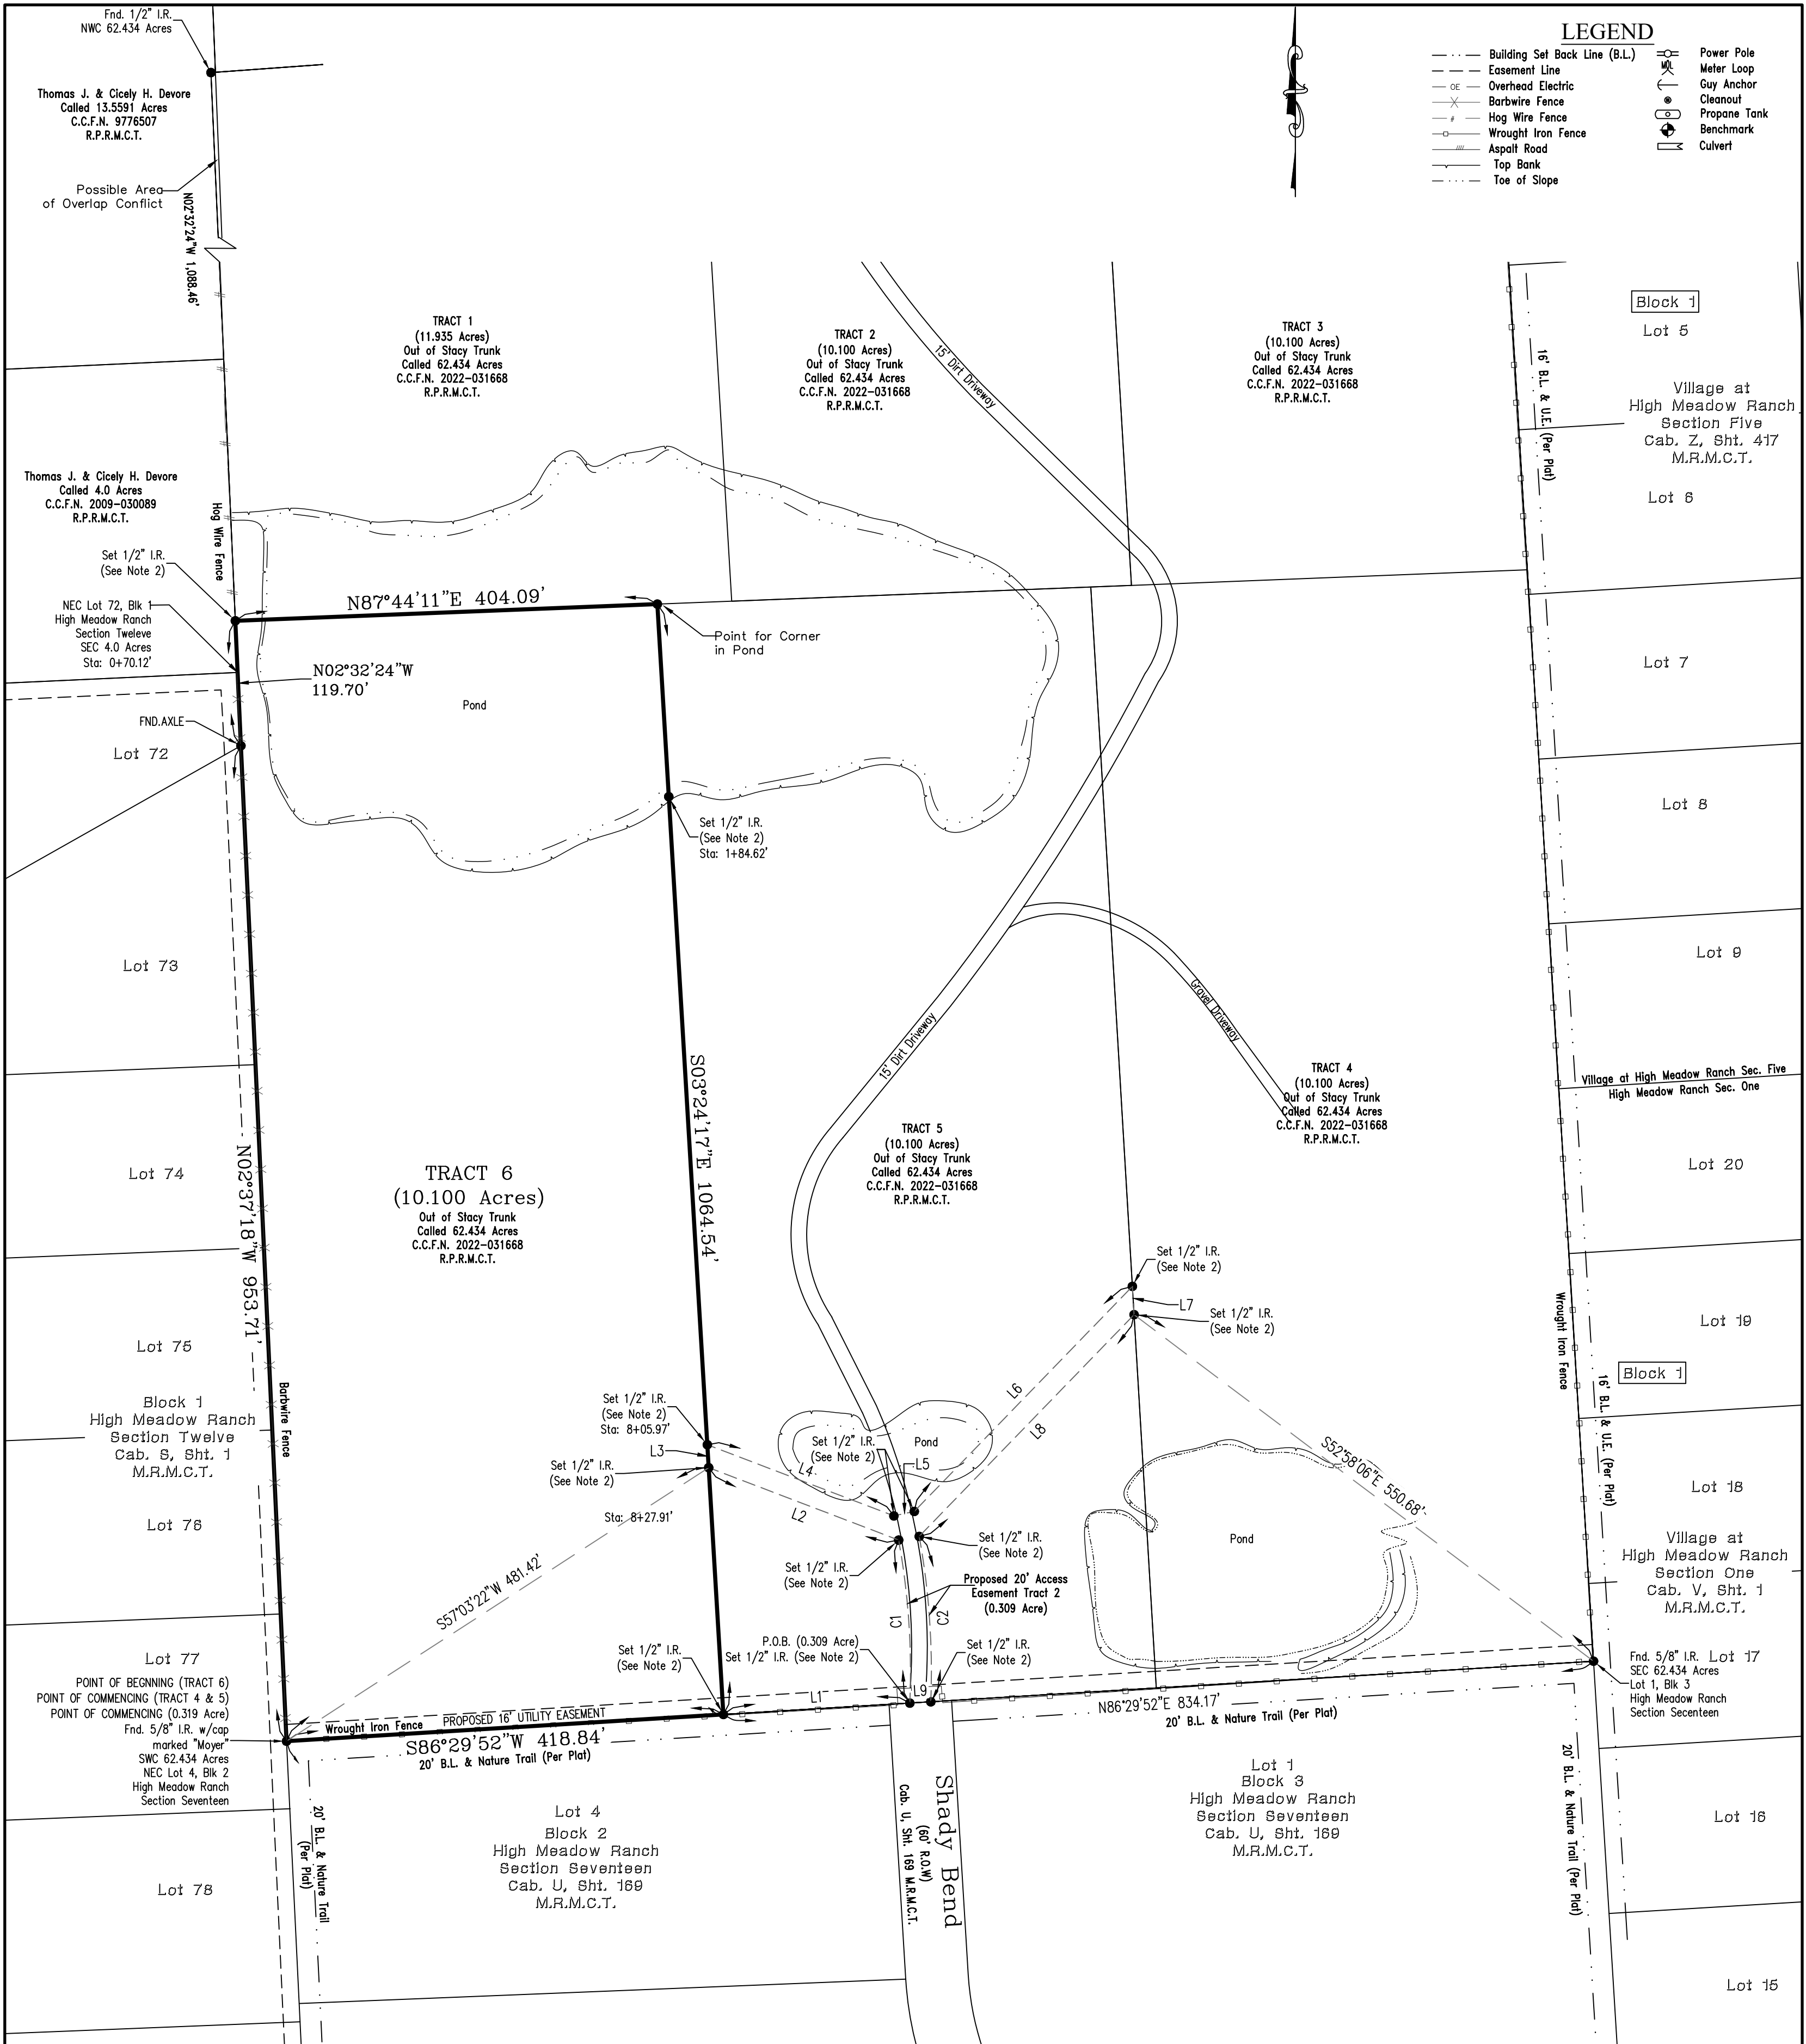 Fnd. 1/2" I.R.
NWC 62.434 Acres
Thomas J. & Cicely H. Devore
Called 13.5591 Acres
C.C.F.N. 9776507
R.P.R.M.C.T.
Possible Area
of Overlap Conflict
N02°32'24"W 1,088.46'
LEGEND
Building Set Back Line (B.L.)
Easement Line
OE
Overhead Electric
Barbwire Fence
Hog Wire Fence
Wrought Iron Fence
Aspalt Road
Top Bank
Toe of Slope
Power Pole
Meter Loop
Guy Anchor
Cleanout
Propane Tank
Benchmark
Culvert
TRACT 1
(11.935 Acres)
Out of Stacy Trunk
Called 62.434 Acres
C.C.F.N. 2022-031668
R.P.R.M.C.T.
TRACT 2
(10.100 Acres)
Out of Stacy Trunk
Called 62.434 Acres
C.C.F.N. 2022-031668
R.P.R.M.C.T.
15' Dirt Driveway
TRACT 3
(10.100 Acres)
Out of Stacy Trunk
Called 62.434 Acres
C.C.F.N. 2022-031668
R.P.R.M.C.T.
16' B.L. & U.E. (Per Plat)
Block 1
Lot 5
Village at
High Meadow Ranch
Section Five
Cab. Z, Sht. 417
M.R.M.C.T.
Lot 6
Thomas J. & Cicely H. Devore
Called 4.0 Acres
C.C.F.N. 2009-030089
R.P.R.M.C.T.
Hog Wire Fence
Set 1/2" I.R.
(See Note 2)
NEC Lot 72, Blk 1
High Meadow Ranch
Section Tweleve
SEC 4.0 Acres
Sta: 0+70.12'
N87°44'11"E 404.09'
Point for Corner
in Pond
N02°32'24"W
119.70'
Pond
FND.AXLE
Lot 72
Lot 7
Set 1/2" I.R.
(See Note 2)
Sta: 1+84.62'
Lot 8
Lot 73
Lot 9
Gravel Driveway
15' Dirt Driveway
S03°24'17"E 1064.54'
TRACT 4
(10.100 Acres)
Out of Stacy Trunk
Called 62.434 Acres
C.C.F.N. 2022-031668
R.P.R.M.C.T.
Village at High Meadow Ranch Sec. Five
High Meadow Ranch Sec. One
TRACT 5
(10.100 Acres)
Out of Stacy Trunk
Called 62.434 Acres
C.C.F.N. 2022-031668
R.P.R.M.C.T.
Lot 74
N02°37'18"W 953.71'
TRACT 6
(10.100 Acres)
Out of Stacy Trunk
Called 62.434 Acres
C.C.F.N. 2022-031668
R.P.R.M.C.T.
Lot 20
Set 1/2" I.R.
(See Note 2)
L7
Set 1/2" I.R.
(See Note 2)
Wrought Iron Fence
Lot 19
Lot 75
Block 1
Block 1
High Meadow Ranch
Section Twelve
Cab. S, Sht. 1
M.R.M.C.T.
Barbwire Fence
Set 1/2" I.R.
(See Note 2)
Sta: 8+05.97'
L3
Set 1/2" I.R.
(See Note 2)
Sta: 8+27.91'
L4
L2
Set 1/2" I.R.
(See Note 2)
Pond
L5
L6
L8
S52°58'06"E 550.68'
16' B.L. & U.E. (Per Plat)
Lot 18
Lot 76
Pond
Set 1/2" I.R.
(See Note 2)
Set 1/2" I.R.
(See Note 2)
Proposed 20' Access
Easement Tract 2
(0.309 Acre)
C1
C2
Village at
High Meadow Ranch
Section One
Cab. V, Sht. 1
M.R.M.C.T.
S57°03'22"W 481.42'
Lot 77
POINT OF BEGNNING (TRACT 6)
POINT OF COMMENCING (TRACT 4 & 5)
POINT OF COMMENCING (0.319 Acre)
Fnd. 5/8" I.R. w/cap
marked "Moyer"
SWC 62.434 Acres
NEC Lot 4, Blk 2
High Meadow Ranch
Section Seventeen
Set 1/2" I.R.
(See Note 2)
P.O.B. (0.309 Acre)
Set 1/2" I.R. (See Note 2)
Set 1/2" I.R.
(See Note 2)
L1
L9
Wrought Iron Fence
PROPOSED 16' UTILITY EASEMENT
S86°29'52"W 418.84'
20' B.L. & Nature Trail (Per Plat)
N86°29'52"E 834.17'
20' B.L. & Nature Trail (Per Plat)
Lot 17
Fnd. 5/8" I.R.
SEC 62.434 Acres
Lot 1, Blk 3
High Meadow Ranch
Section Secenteen
20' B.L. & Nature Trail
(Per Plat)
Lot 4
Block 2
High Meadow Ranch
Section Seventeen
Cab. U, Sht. 169
M.R.M.C.T.
Shady Bend
(60' R.O.W)
Cab. U, Sht. 169 M.R.M.C.T.
Lot 1
Block 3
High Meadow Ranch
Section Seventeen
Cab. U, Sht. 169
M.R.M.C.T.
20' B.L. & Nature Trail (Per Plat)
Lot 16
Lot 78
Lot 15